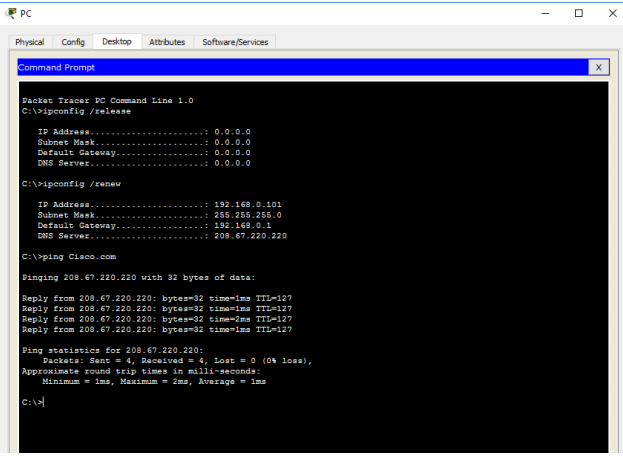 PC
Physical Config Desktop Attributes Software/Services
Command Prompt X
Packet Tracer PC Command Line 1.0
C:\>ipconfig /release
IP Address......................: 0.0.0.0
Subnet Mask.....................: 0.0.0.0
Default Gateway.................: 0.0.0.0
DNS Server......................: 0.0.0.0
C:\>ipconfig /renew
IP Address......................: 192.168.0.101
Subnet Mask.....................: 255.255.255.0
Default Gateway.................: 192.168.0.1
DNS Server......................: 208.67.220.220
C:\>ping Cisco.com
Pinging 208.67.220.220 with 32 bytes of data:
Reply from 208.67.220.220: bytes=32 time=1ms TTL=127
Reply from 208.67.220.220: bytes=32 time=1ms TTL=127
Reply from 208.67.220.220: bytes=32 time=2ms TTL=127
Reply from 208.67.220.220: bytes=32 time=1ms TTL=127
Ping statistics for 208.67.220.220:
Packets: Sent = 4, Received = 4, Lost = 0 (0% loss),
Approximate round trip times in milli-seconds:
Minimum = 1ms, Maximum = 2ms, Average = 1ms
C:\>